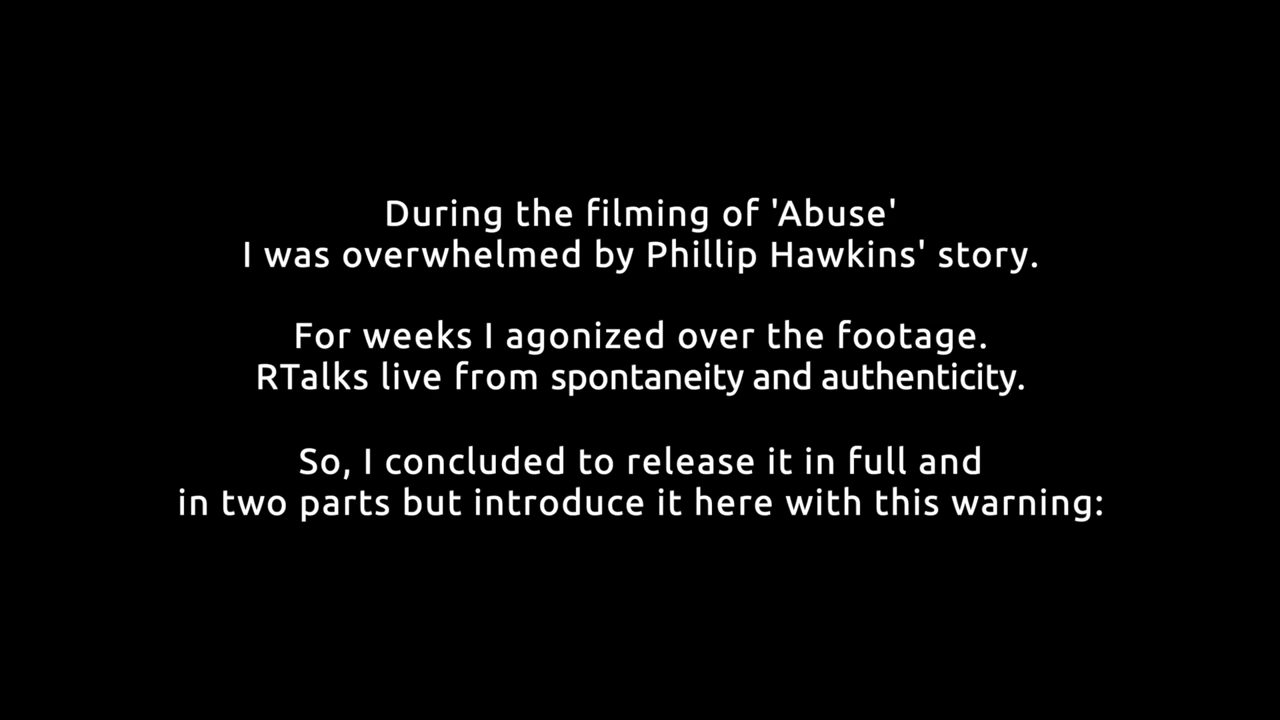 During the filming of 'Abuse'
I was overwhelmed by Phillip Hawkins' story.
For weeks I agonized over the footage.
RTalks live from spontaneity and authenticity.
So, I concluded to release it in full and
in two parts but introduce it here with this warning: